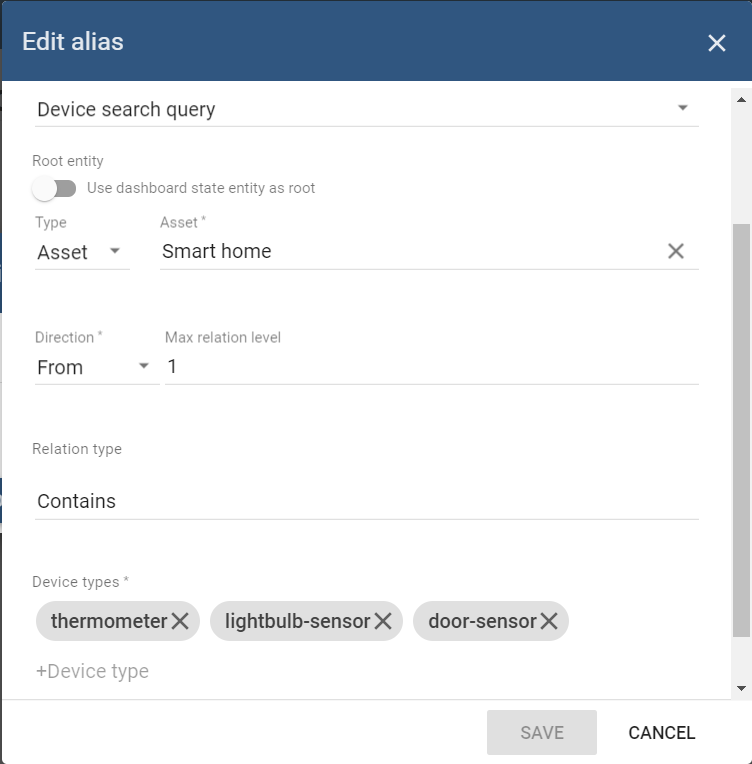 Edit alias
Device search query
Root entity
Use dashboard state entity as root
Type Asset *
Asset Smart home
Direction * Max relation level
From 1
Relation type
Contains
Device types *
thermometer lightbulb-sensor door-sensor
+Device type
SAVE CANCEL